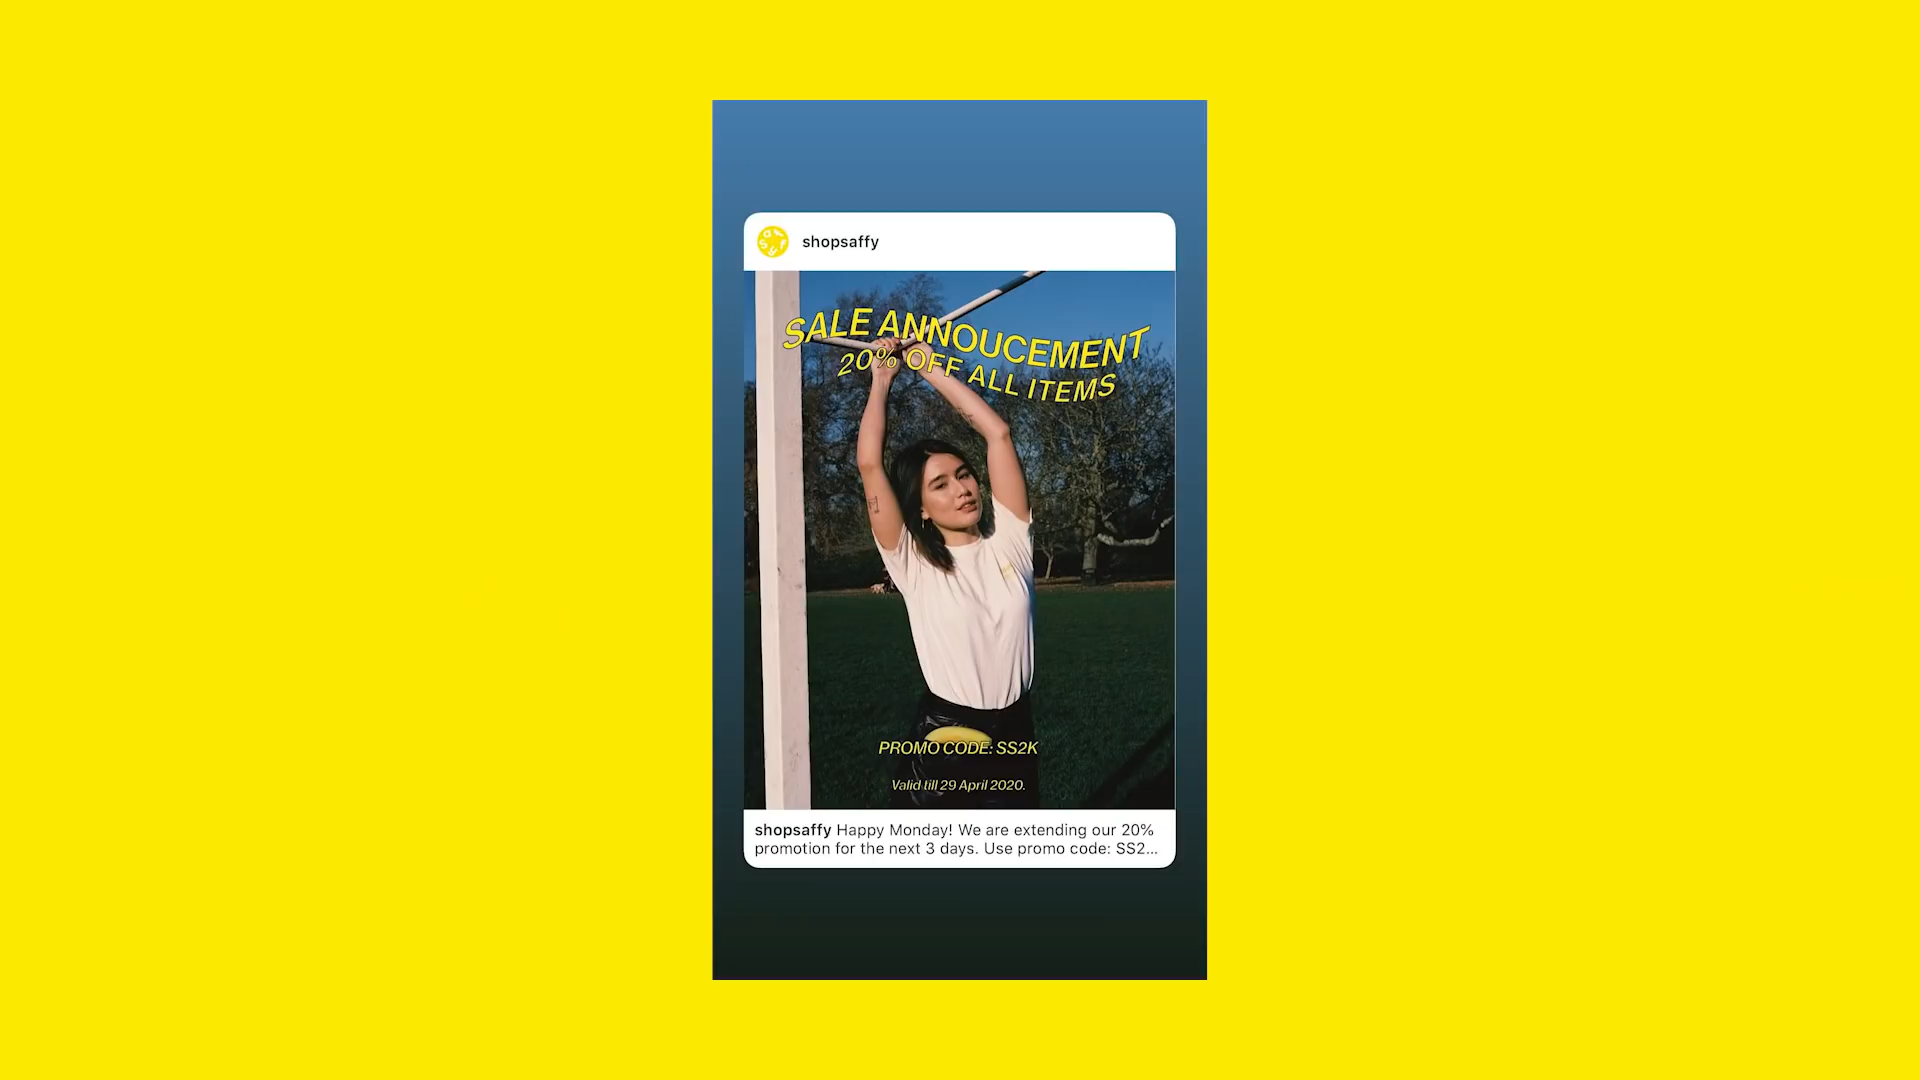 shopsaffy
SALE ANNOUCEMENT
20% OFF ALL ITEMS
PROMO CODE: SS2K
Valid till 29 April 2020.
shopsaffy Happy Monday! We are extending our 20%
promotion for the next 3 days. Use promo code: SS2...